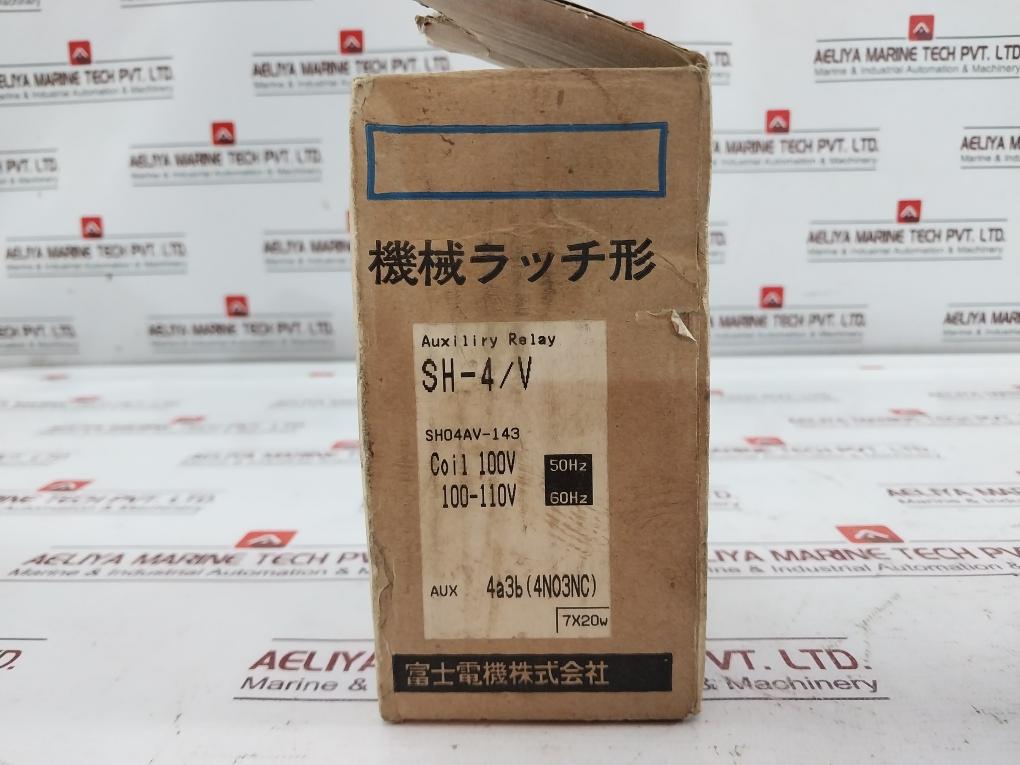 AELIYA MARINE TECH PVT. LTD.
Marine & Industrial Automation & Machinery
機械ラッチ形
Auxiliry Relay
SH-4/V
SH04AV-143
Coil 100V 50Hz
100-110V 60Hz
AUX 4a3b(4NO3NC)
7X20w
富士電機株式会社